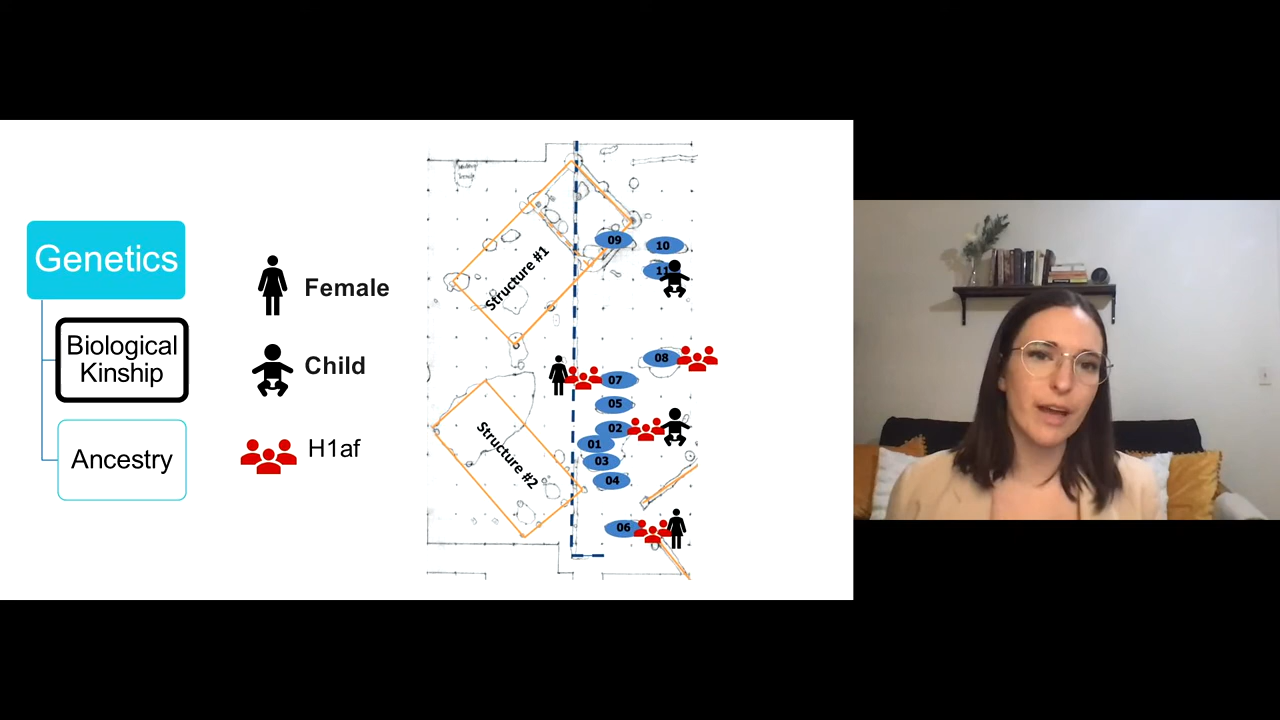 Genetics
Biological
Kinship
Ancestry
Female
Child
H1af
Structure #1
Structure #2
09
10
11
08
07
05
02
01
03
04
06